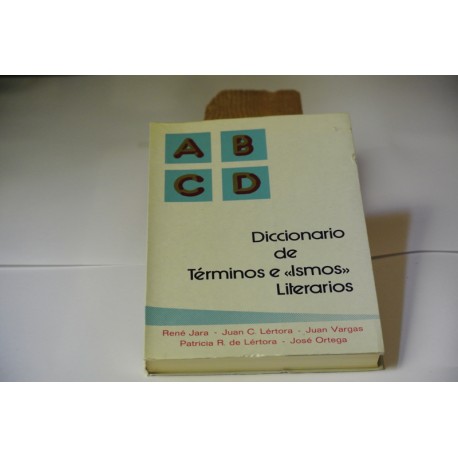 A B
C D
Diccionario
de
Términos e «Ismos»
Literarios
René Jara - Juan C. Lértora - Juan Vargas
Patricia R. de Lértora - José Ortega